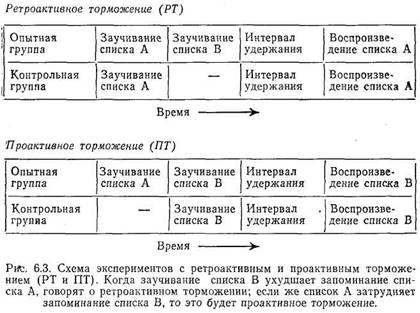 Ретроактивное торможение (РТ)
Опытная группа | Заучивание списка А | Заучивание списка В | Интервал удержания | Воспроизве-дение списка А
Контрольная группа | Заучивание списка А | — | Интервал удержания | Воспроизве-дение списка А
Время
Проактивное торможение (ПТ)
Опытная группа | Заучивание списка А | Заучивание списка В | Интервал удержания | Воспроизве-дение списка В
Контрольная группа | — | Заучивание списка В | Интервал удержания | Воспроизве-дение списка В
Время
Рис. 6.3. Схема экспериментов с ретроактивным и проактивным торможе-
нием (РТ и ПТ). Когда заучивание списка В ухудшает запоминание спи-
ска А, говорят о ретроактивном торможении; если же список А затрудняет
запоминание списка В, то это будет проактивное торможение.